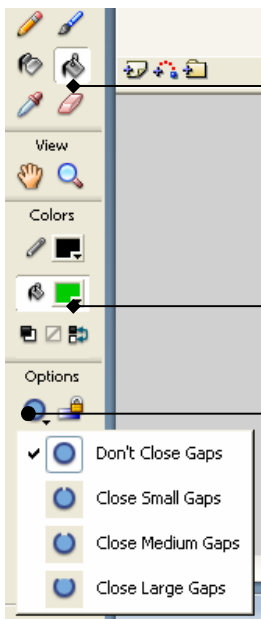 View
Colors
Options
Don't Close Gaps
Close Small Gaps
Close Medium Gaps
Close Large Gaps